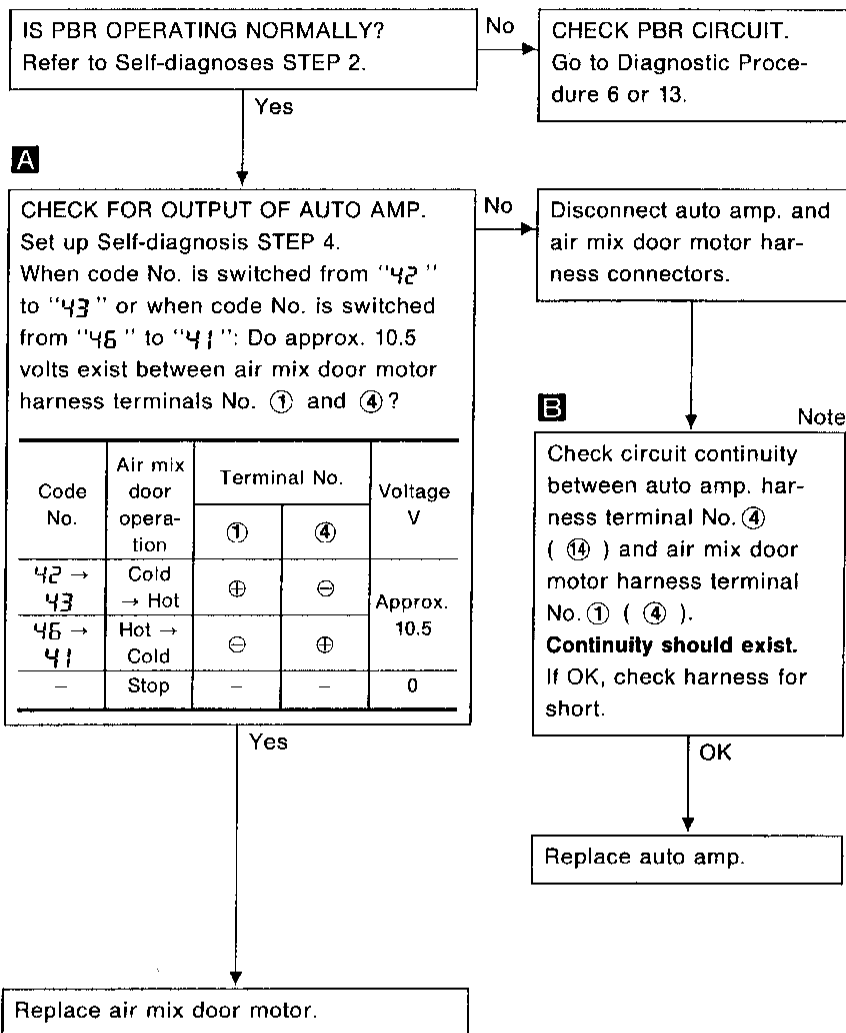 IS PBR OPERATING NORMALLY?
Refer to Self-diagnoses STEP 2.
No
CHECK PBR CIRCUIT.
Go to Diagnostic Proce-
dure 6 or 13.
Yes
A
CHECK FOR OUTPUT OF AUTO AMP.
Set up Self-diagnosis STEP 4.
When code No. is switched from "42"
to "43" or when code No. is switched
from "46" to "41": Do approx. 10.5
volts exist between air mix door motor
harness terminals No. ① and ④?
Code No. Air mix door opera-tion Terminal No. Voltage V
① ④
42 → 43 Cold → Hot ⊕ ⊖ Approx. 10.5
46 → 41 Hot → Cold ⊖ ⊕
– Stop – – 0
No
Disconnect auto amp. and
air mix door motor har-
ness connectors.
B
Note
Check circuit continuity
between auto amp. har-
ness terminal No. ④
( ⑭ ) and air mix door
motor harness terminal
No. ① ( ④ ).
Continuity should exist.
If OK, check harness for
short.
OK
Replace auto amp.
Yes
Replace air mix door motor.